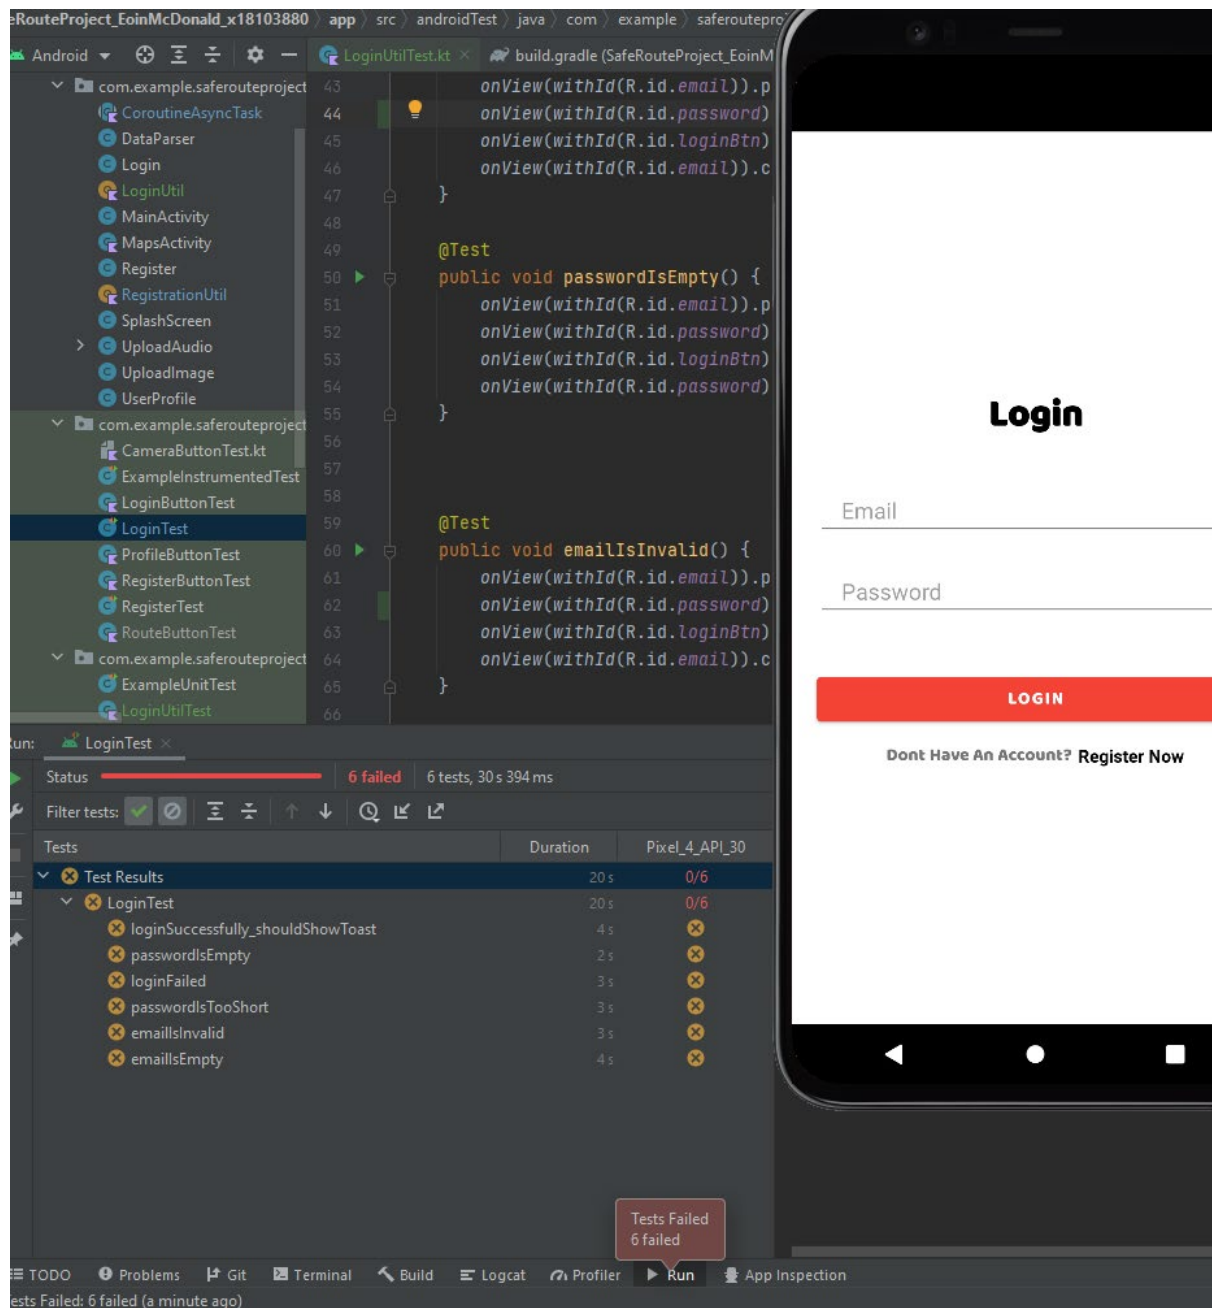 eRouteProject_EoinMcDonald_x18103880 app src androidTest java com example saferoutepro
Android
LoginUtilTest.kt build.gradle (SafeRouteProject_EoinM
com.example.saferouteproject
CoroutineAsyncTask
DataParser
Login
LoginUtil
MainActivity
MapsActivity
Register
RegistrationUtil
SplashScreen
UploadAudio
UploadImage
UserProfile
com.example.saferouteproject
CameraButtonTest.kt
ExampleInstrumentedTest
LoginButtonTest
LoginTest
ProfileButtonTest
RegisterButtonTest
RegisterTest
RouteButtonTest
com.example.saferouteproject
ExampleUnitTest
LoginUtilTest
43 onView(withId(R.id.email)).p
44 onView(withId(R.id.password)
45 onView(withId(R.id.loginBtn)
46 onView(withId(R.id.email)).c
47 }
48
49 @Test
50 public void passwordIsEmpty() {
51 onView(withId(R.id.email)).p
52 onView(withId(R.id.password)
53 onView(withId(R.id.loginBtn)
54 onView(withId(R.id.password)
55 }
56
57
58
59 @Test
60 public void emailIsInvalid() {
61 onView(withId(R.id.email)).p
62 onView(withId(R.id.password)
63 onView(withId(R.id.loginBtn)
64 onView(withId(R.id.email)).c
65 }
66
Login
Email
Password
LOGIN
Dont Have An Account? Register Now
un: LoginTest
Status 6 failed 6 tests, 30 s 394 ms
Filter tests:
Tests Duration Pixel_4_API_30
Test Results 20 s 0/6
LoginTest 20 s 0/6
loginSuccessfully_shouldShowToast 4 s
passwordIsEmpty 2 s
loginFailed 3 s
passwordIsTooShort 3 s
emailIsInvalid 3 s
emailIsEmpty 4 s
Tests Failed
6 failed
TODO Problems Git Terminal Build Logcat Profiler Run App Inspection
ests Failed: 6 failed (a minute ago)